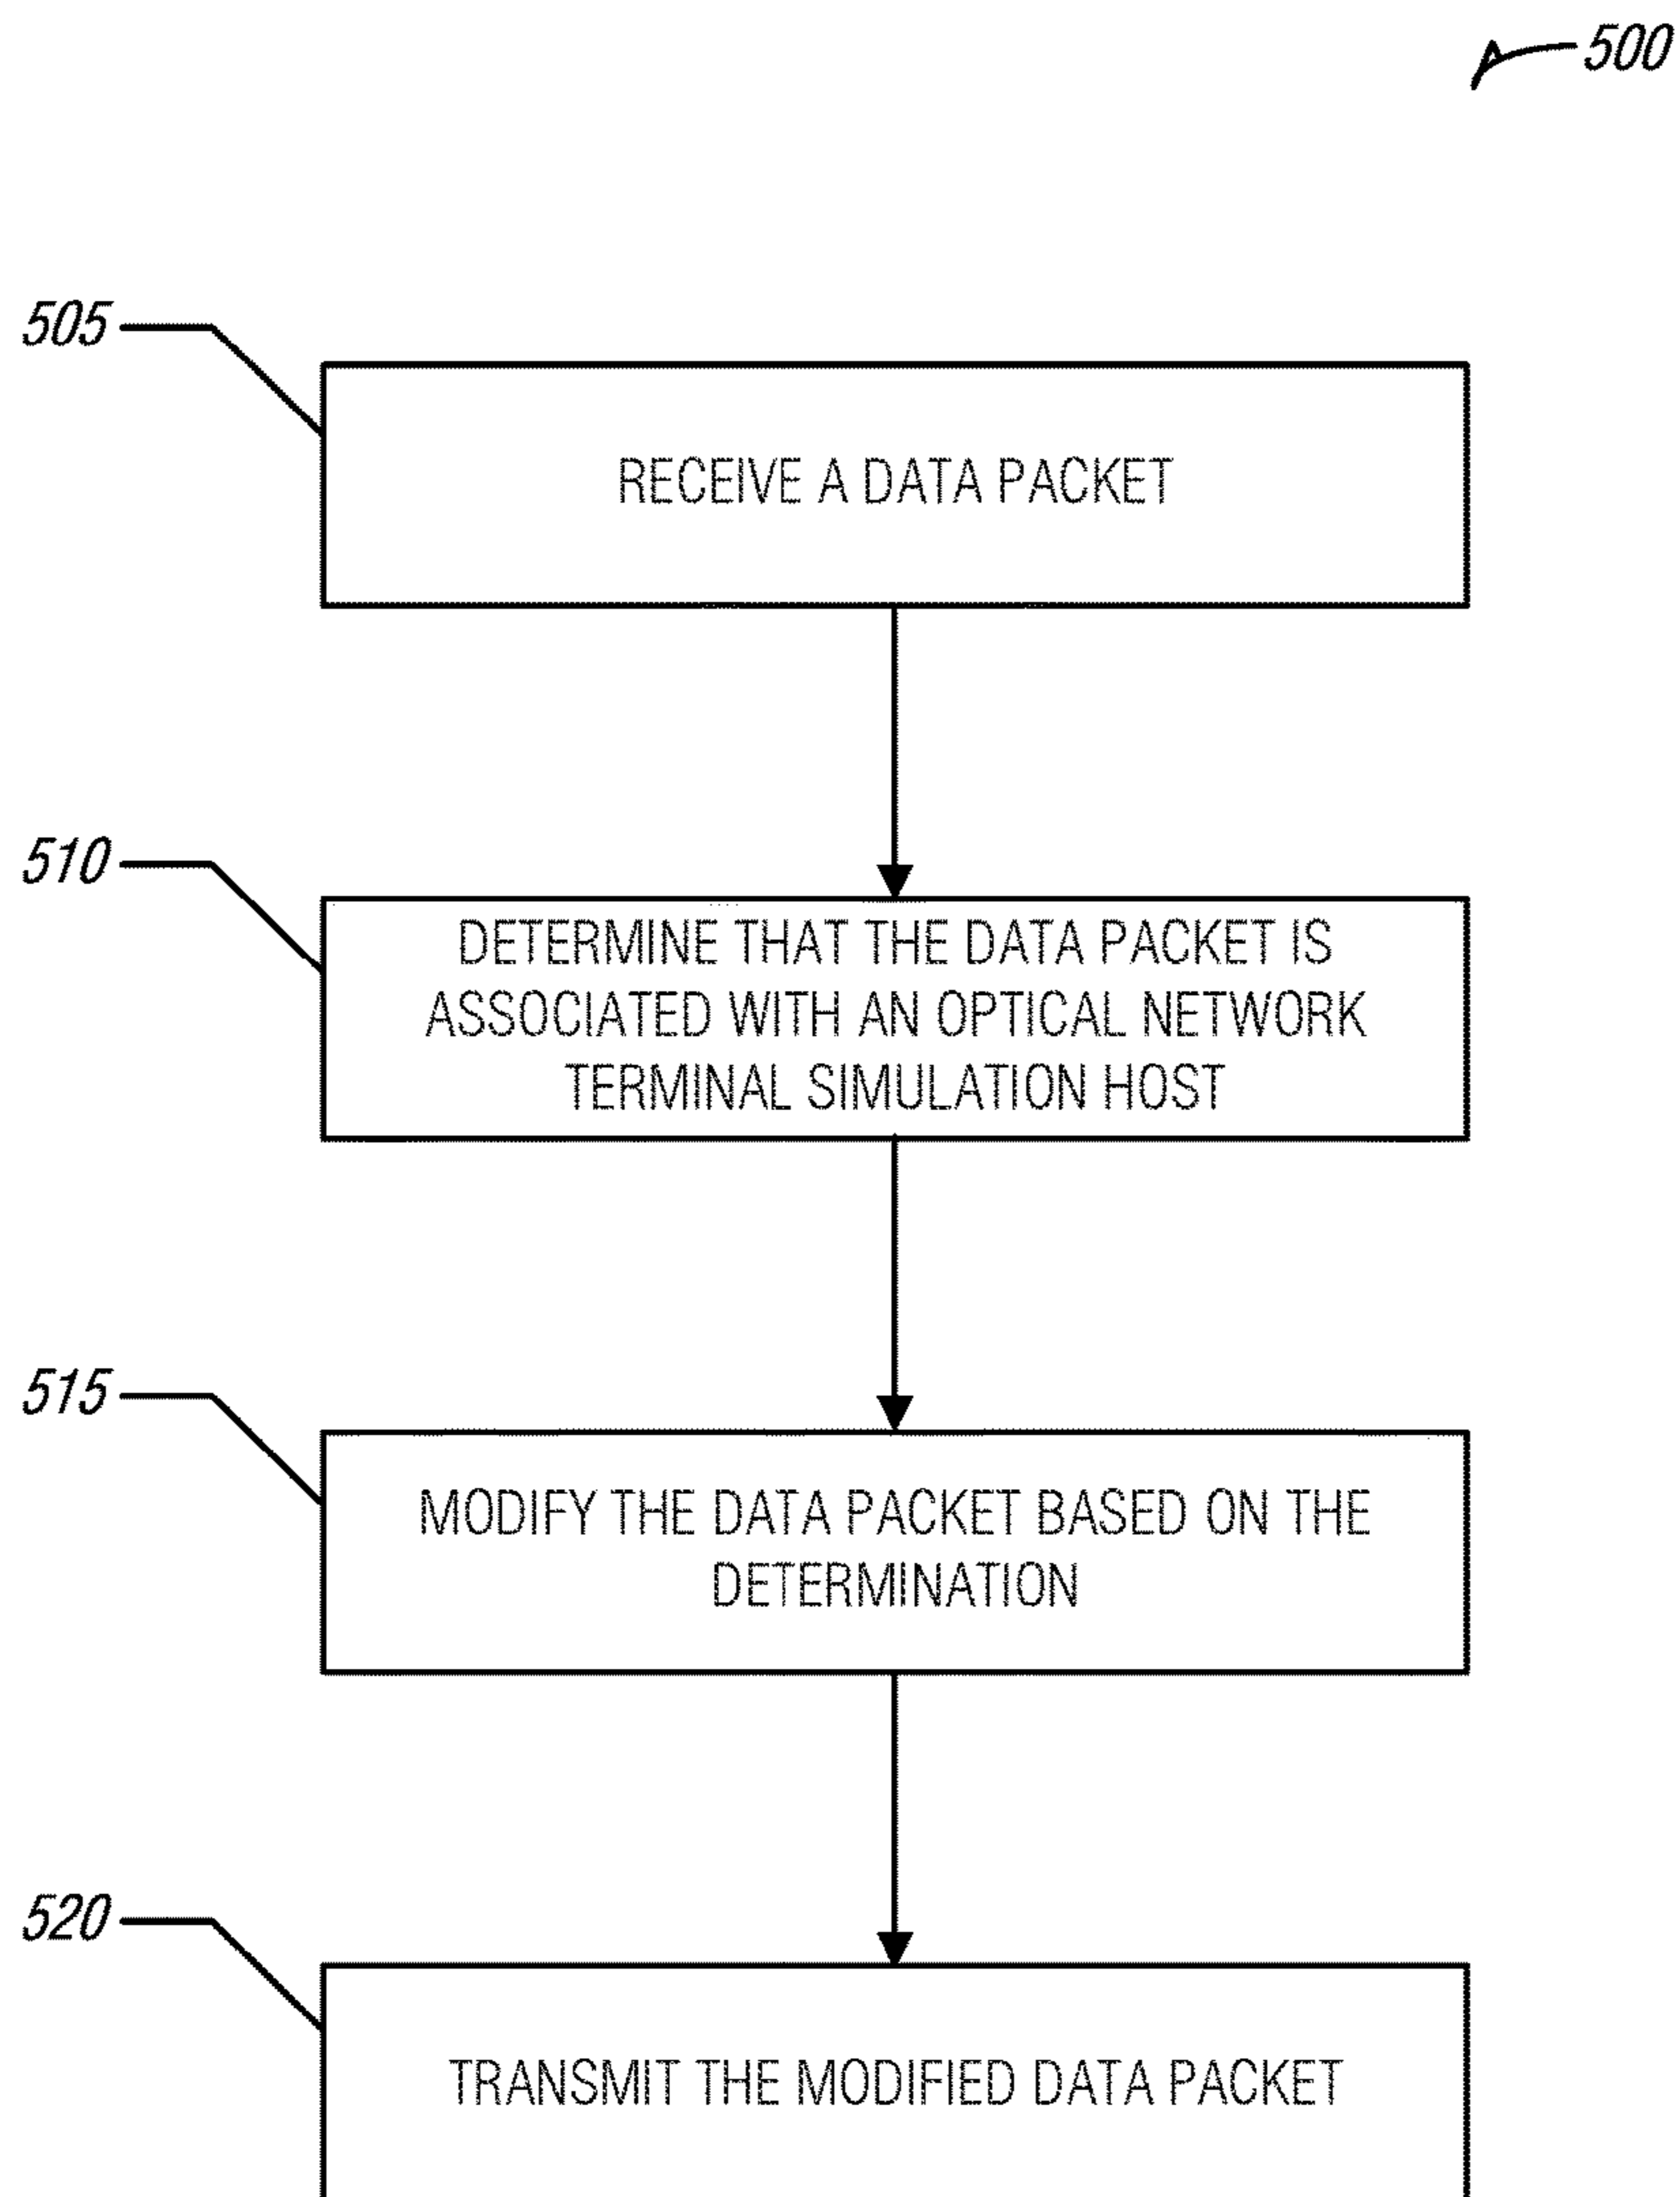 500
505
RECEIVE A DATA PACKET
510
DETERMINE THAT THE DATA PACKET IS
ASSOCIATED WITH AN OPTICAL NETWORK
TERMINAL SIMULATION HOST
515
MODIFY THE DATA PACKET BASED ON THE
DETERMINATION
520
TRANSMIT THE MODIFIED DATA PACKET